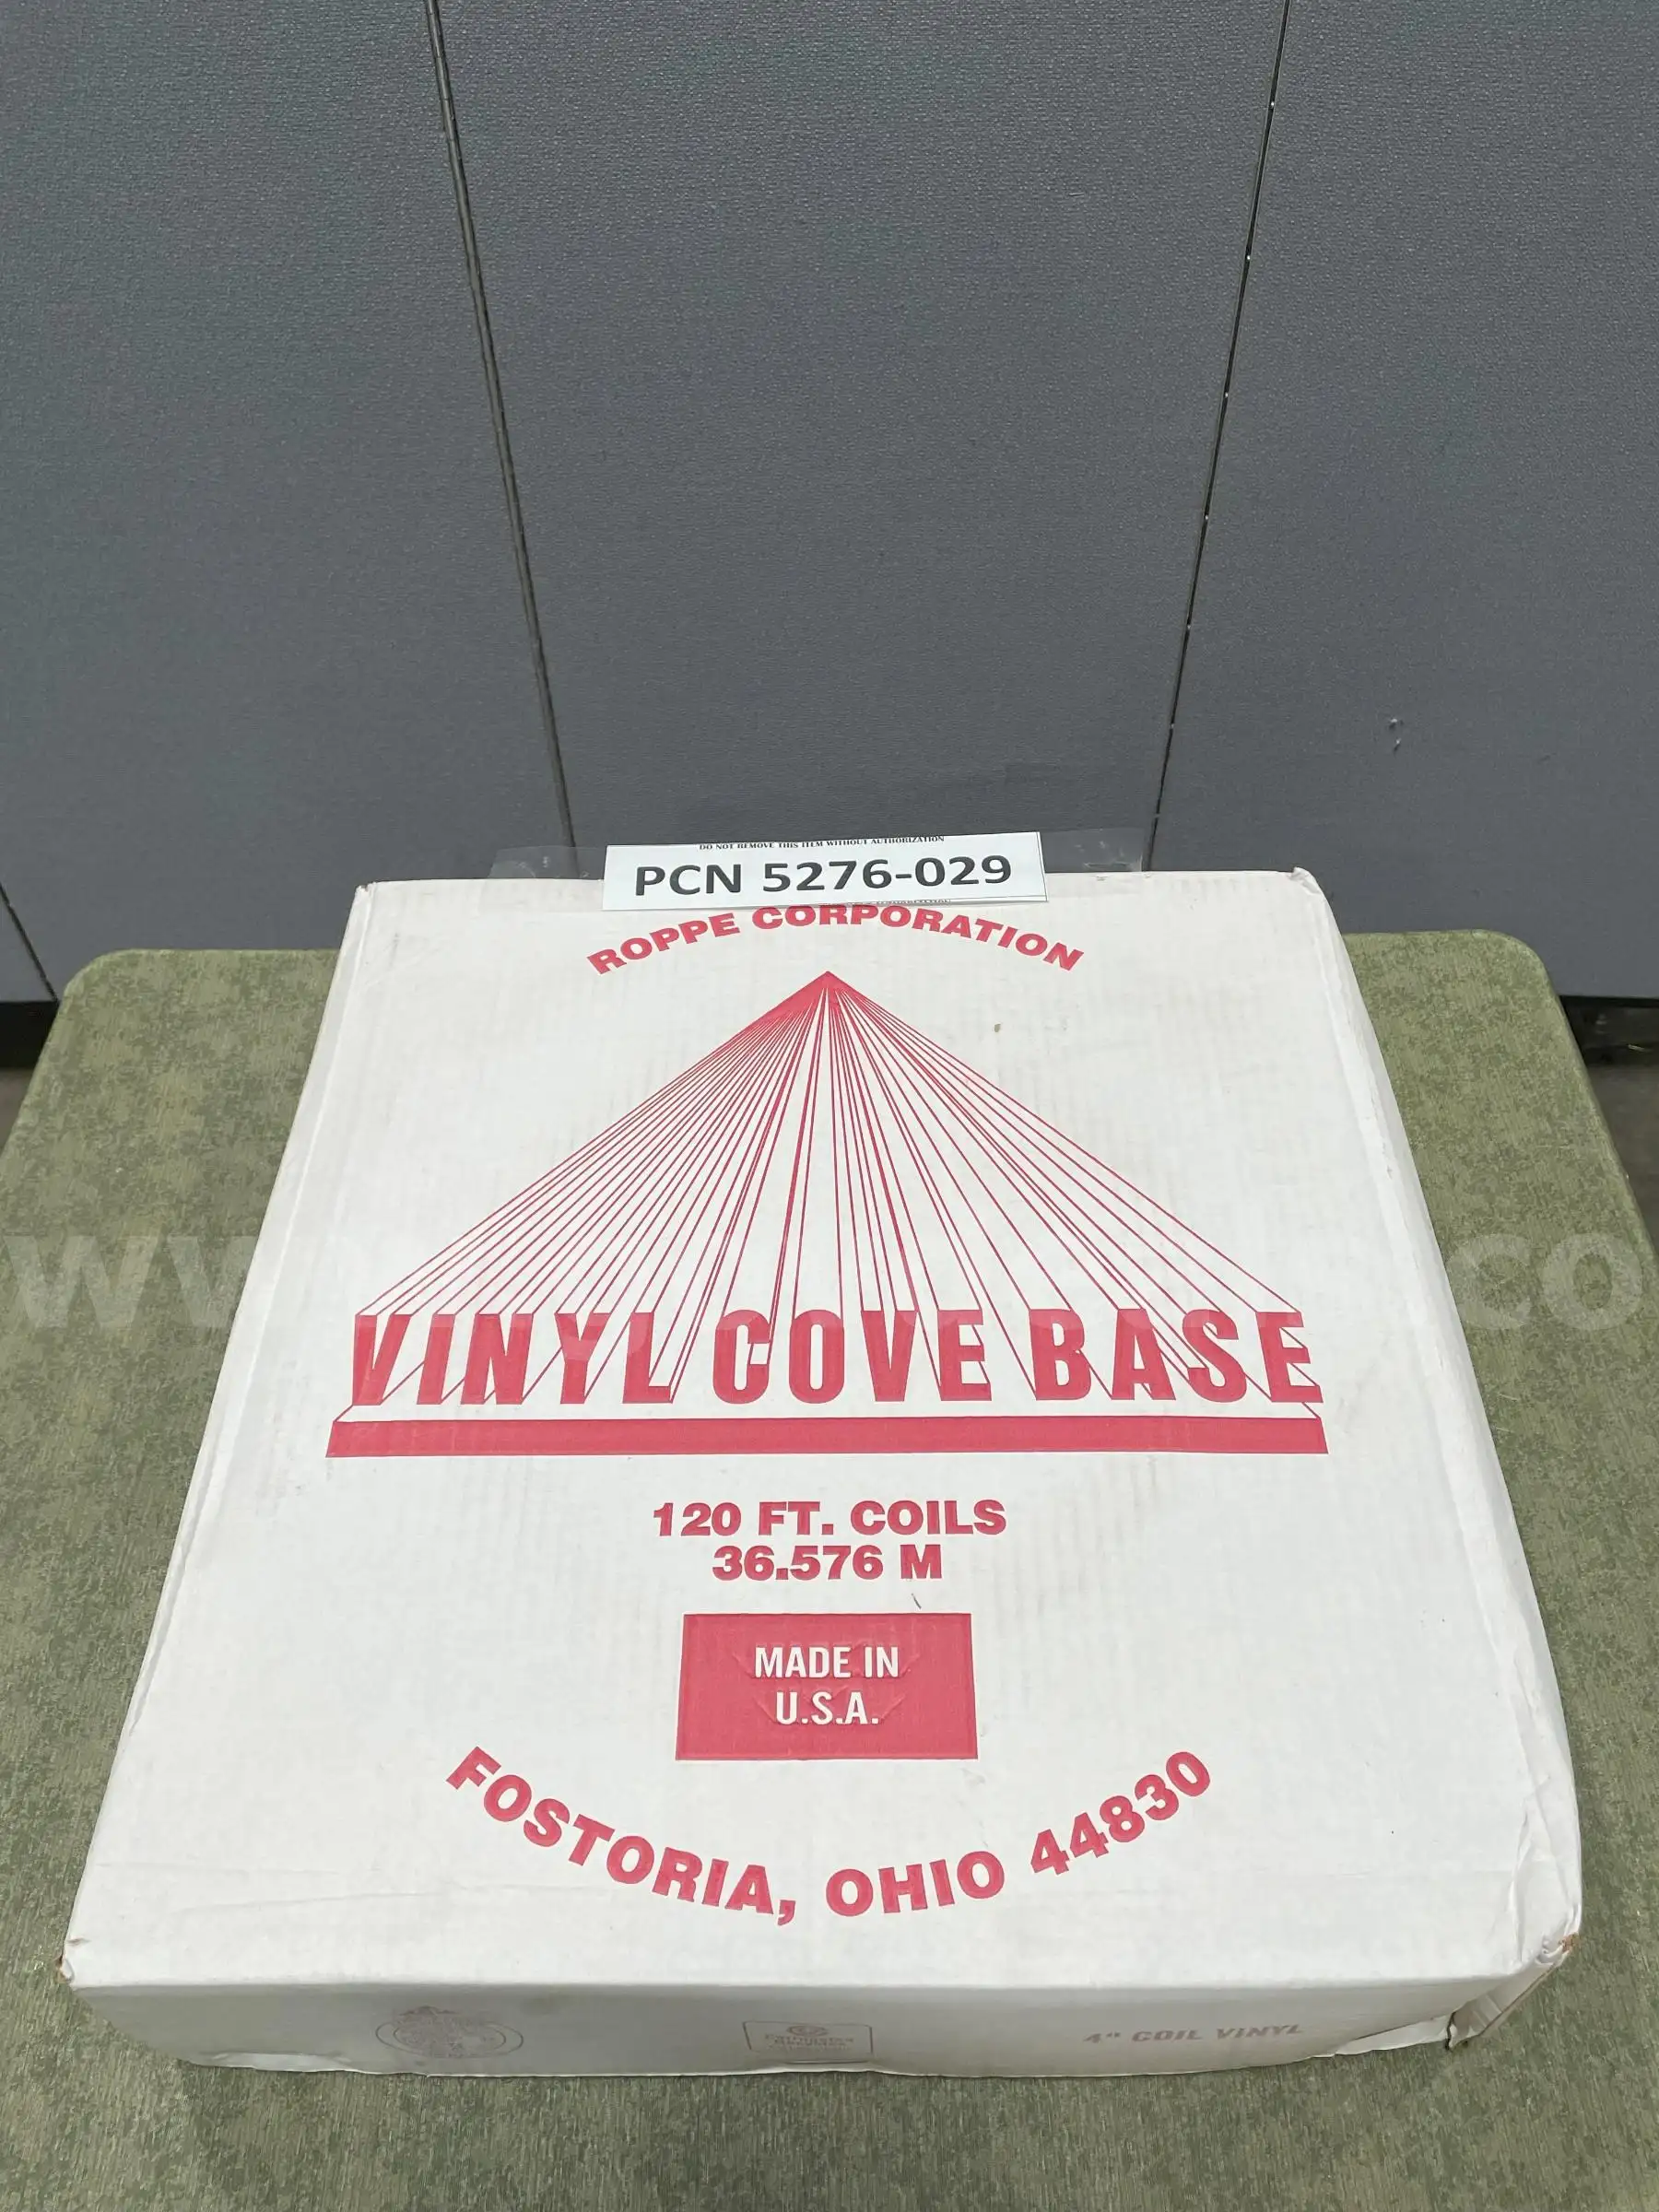 DO NOT REMOVE THIS ITEM WITHOUT AUTHORIZATION
PCN 5276-029
ROPPE CORPORATION
VINYL COVE BASE
120 FT. COILS
36.576 M
MADE IN
U.S.A.
FOSTORIA, OHIO 44830
4" COIL VINYL